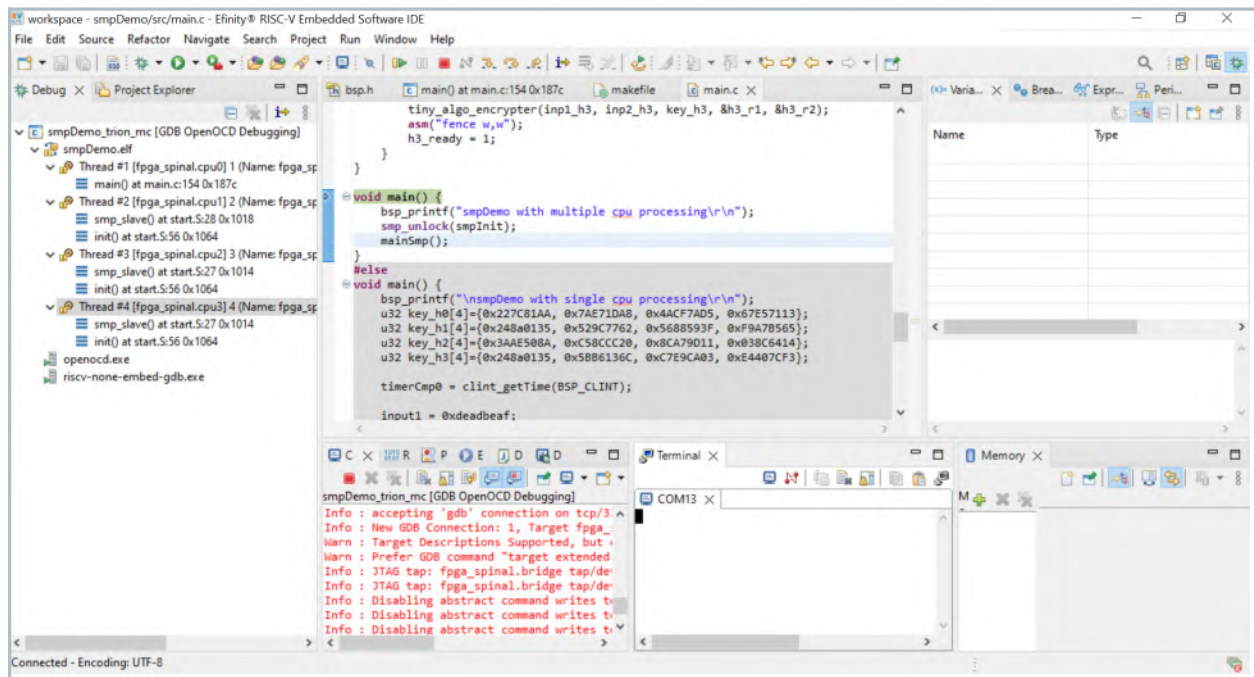 workspace - smpDemo/src/main.c - Efinity® RISC-V Embedded Software IDE
File Edit Source Refactor Navigate Search Project Run Window Help
Debug Project Explorer
smpDemo_trion_mc [GDB OpenOCD Debugging]
smpDemo.elf
Thread #1 [fpga_spinal.cpu0] 1 (Name: fpga_sp
main() at main.c:154 0x187c
Thread #2 [fpga_spinal.cpu1] 2 (Name: fpga_sp
smp_slave() at start.S:28 0x1018
init() at start.S:56 0x1064
Thread #3 [fpga_spinal.cpu2] 3 (Name: fpga_sp
smp_slave() at start.S:27 0x1014
init() at start.S:56 0x1064
Thread #4 [fpga_spinal.cpu3] 4 (Name: fpga_sp
smp_slave() at start.S:27 0x1014
init() at start.S:56 0x1064
openocd.exe
riscv-none-embed-gdb.exe
bsp.h main() at main.c:154 0x187c makefile main.c
tiny_algo_encrypter(inp1_h3, inp2_h3, key_h3, &h3_r1, &h3_r2);
asm("fence w,w");
h3_ready = 1;
}
}
void main() {
bsp_printf("smpDemo with multiple cpu processing\r\n");
smp_unlock(smpInit);
mainSmp();
}
#else
void main() {
bsp_printf("\nsmpDemo with single cpu processing\r\n");
u32 key_h0[4]={0x227C81AA, 0x7AE71DA8, 0x4ACF7AD5, 0x67E57113};
u32 key_h1[4]={0x248a0135, 0x529C7762, 0x5688593F, 0xF9A7B565};
u32 key_h2[4]={0x3AAE508A, 0xC58CCC20, 0x8CA79D11, 0x038C6414};
u32 key_h3[4]={0x248a0135, 0x5BB6136C, 0xC7E9CA03, 0xE4407CF3};
timerCmp0 = clint_getTime(BSP_CLINT);
input1 = 0xdeadbeaf;
(x)= Varia... Brea... Expr... Peri...
Name Type
C R P E D D
smpDemo_trion_mc [GDB OpenOCD Debugging]
Info : accepting 'gdb' connection on tcp/3
Info : New GDB Connection: 1, Target fpga_
Warn : Target Descriptions Supported, but
Warn : Prefer GDB command "target extended
Info : JTAG tap: fpga_spinal.bridge tap/de
Info : JTAG tap: fpga_spinal.bridge tap/de
Info : Disabling abstract command writes t
Info : Disabling abstract command writes t
Info : Disabling abstract command writes t
Terminal
COM13
Memory
M
Connected - Encoding: UTF-8